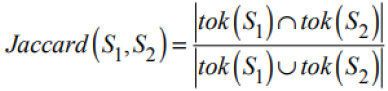 Jaccard(S₁,S₂) = |tok(S₁)∩tok(S₂)| / |tok(S₁)∪tok(S₂)|